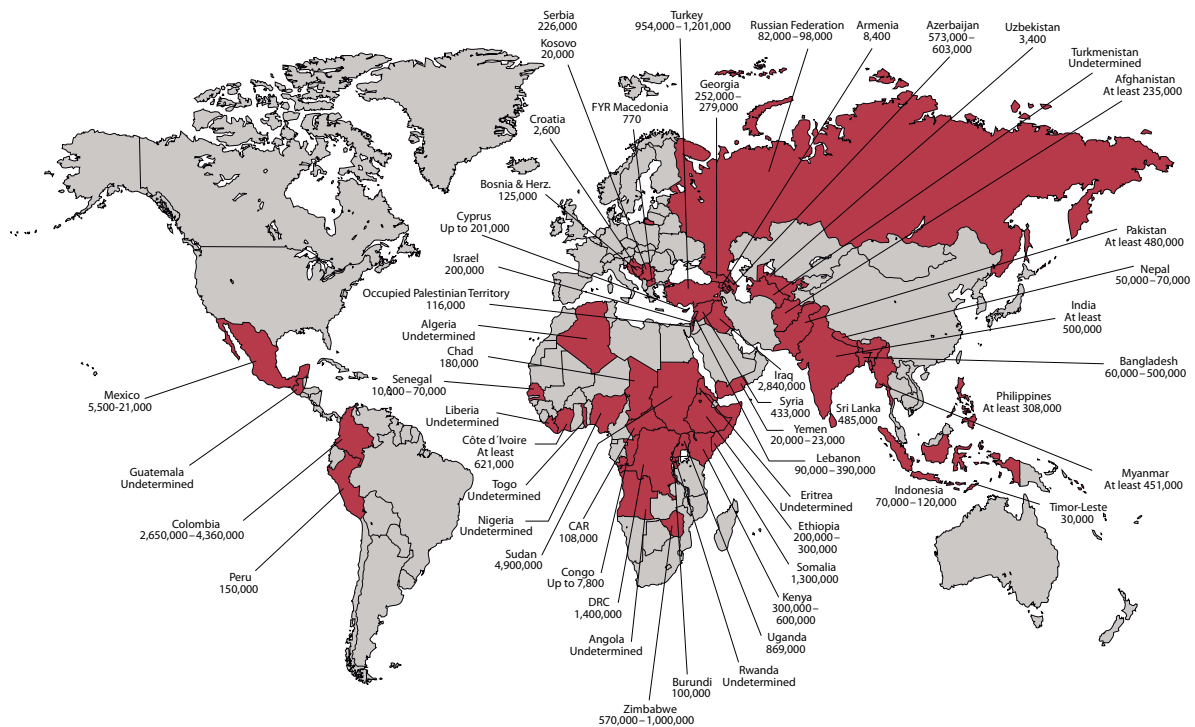 Serbia
226,000
Kosovo
20,000
Turkey
954,000–1,201,000
Russian Federation
82,000–98,000
Armenia
8,400
Azerbaijan
573,000–
603,000
Uzbekistan
3,400
Turkmenistan
Undetermined
Afghanistan
At least 235,000
Georgia
252,000–
279,000
FYR Macedonia
770
Croatia
2,600
Bosnia & Herz.
125,000
Cyprus
Up to 201,000
Israel
200,000
Occupied Palestinian Territory
116,000
Algeria
Undetermined
Chad
180,000
Senegal
10,000–70,000
Liberia
Undetermined
Côte d´Ivoire
At least
621,000
Togo
Undetermined
Nigeria
Undetermined
CAR
108,000
Sudan
4,900,000
Congo
Up to 7,800
DRC
1,400,000
Angola
Undetermined
Zimbabwe
570,000–1,000,000
Burundi
100,000
Rwanda
Undetermined
Uganda
869,000
Kenya
300,000–
600,000
Somalia
1,300,000
Ethiopia
200,000–
300,000
Eritrea
Undetermined
Lebanon
90,000–390,000
Yemen
20,000–23,000
Syria
433,000
Iraq
2,840,000
Sri Lanka
485,000
Pakistan
At least 480,000
Nepal
50,000–70,000
India
At least
500,000
Bangladesh
60,000–500,000
Philippines
At least 308,000
Myanmar
At least 451,000
Indonesia
70,000–120,000
Timor-Leste
30,000
Mexico
5,500-21,000
Guatemala
Undetermined
Colombia
2,650,000–4,360,000
Peru
150,000